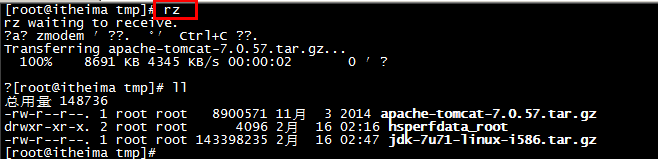 [root@itheima tmp]# rz
rz waiting to receive.
?a? zmodem ′ ??. °′ Ctrl+C ??.
Transferring apache-tomcat-7.0.57.tar.gz...
100% 8691 KB 4345 KB/s 00:00:02 0 ′ ?
?[root@itheima tmp]# ll
总用量 148736
-rw-r--r--. 1 root root 8900571 11月 3 2014 apache-tomcat-7.0.57.tar.gz
drwxr-xr-x. 2 root root 4096 2月 16 02:16 hsperfdata_root
-rw-r--r--. 1 root root 143398235 2月 16 02:47 jdk-7u71-linux-i586.tar.gz
[root@itheima tmp]#